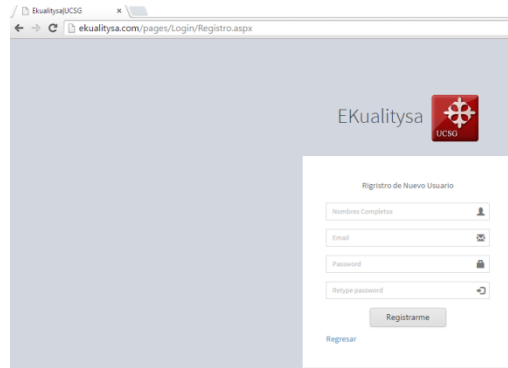 Ekualitysa|UCSG
ekualitysa.com/pages/Login/Registro.aspx
EKualitysa
UCSG
Rigristro de Nuevo Usuario
Nombres Completos
Email
Password
Retype password
Registrarme
Regresar